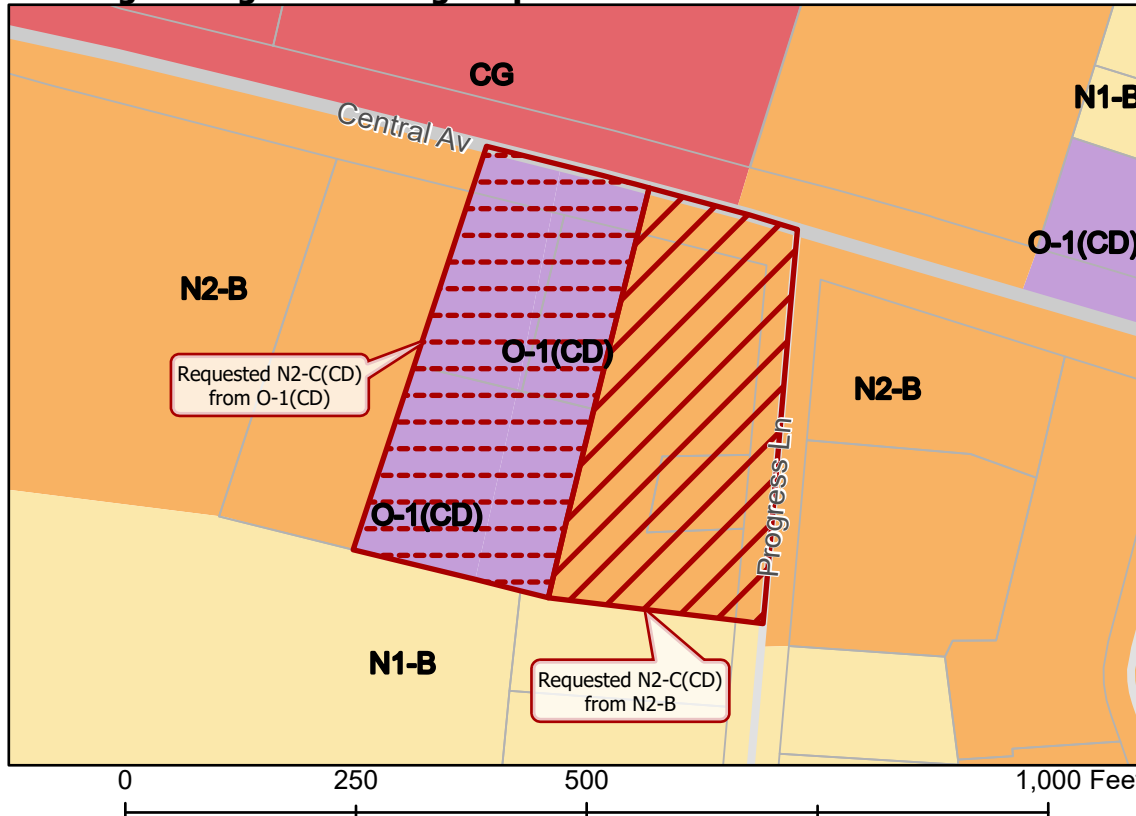 CG
N1-B
Central Av
O-1(CD)
N2-B
O-1(CD)
Requested N2-C(CD)
from O-1(CD)
N2-B
Progress Ln
O-1(CD)
N1-B
Requested N2-C(CD)
from N2-B
0 250 500 1,000 Fee